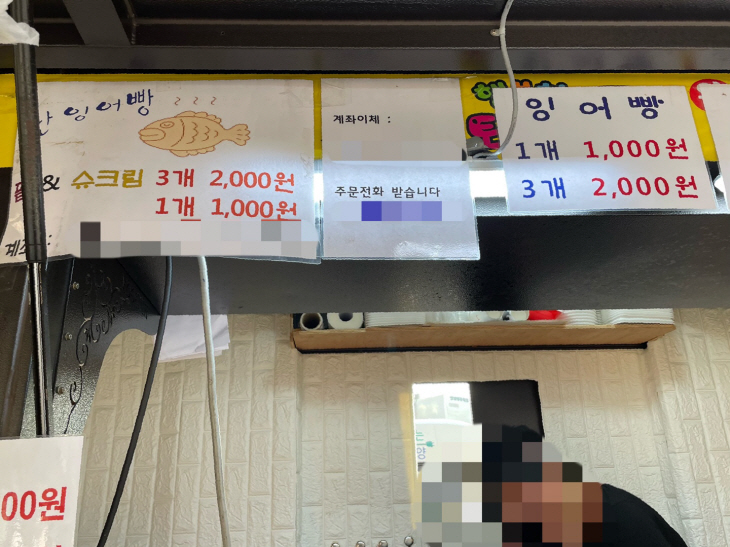 잉어빵
& 슈크림 3개 2,000원
1개 1,000원
계좌이체 :
주문전화 받습니다
잉어빵
1개 1,000원
3개 2,000원
00원